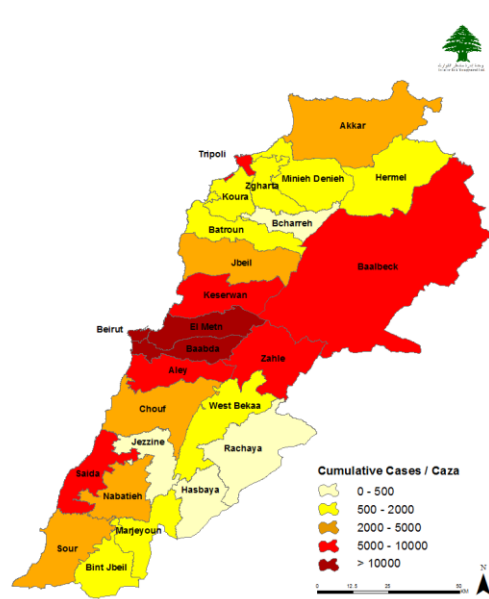 Akkar
Tripoli
Zgharta
Minieh Denieh
Hermel
Koura
Bcharreh
Batroun
Jbeil
Baalbeck
Keserwan
Beirut
El Metn
Baabda
Aley
Zahle
Chouf
West Bekaa
Jezzine
Rachaya
Saida
Nabatieh
Hasbaya
Marjeyoun
Sour
Bint Jbeil
Cumulative Cases / Caza
0 - 500
500 - 2000
2000 - 5000
5000 - 10000
> 10000
N
0 12.5 25 50
KM